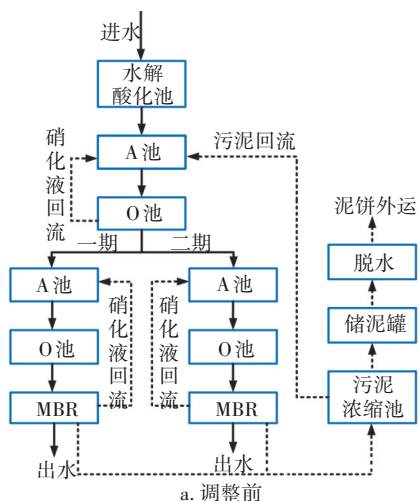 进水
水解
酸化池
硝化液回流
A池
污泥回流
O池
一期
二期
泥饼外运
脱水
储泥罐
污泥
浓缩池
A池
硝化液回流
O池
MBR
出水
A池
硝化液回流
O池
MBR
出水
a. 调整前